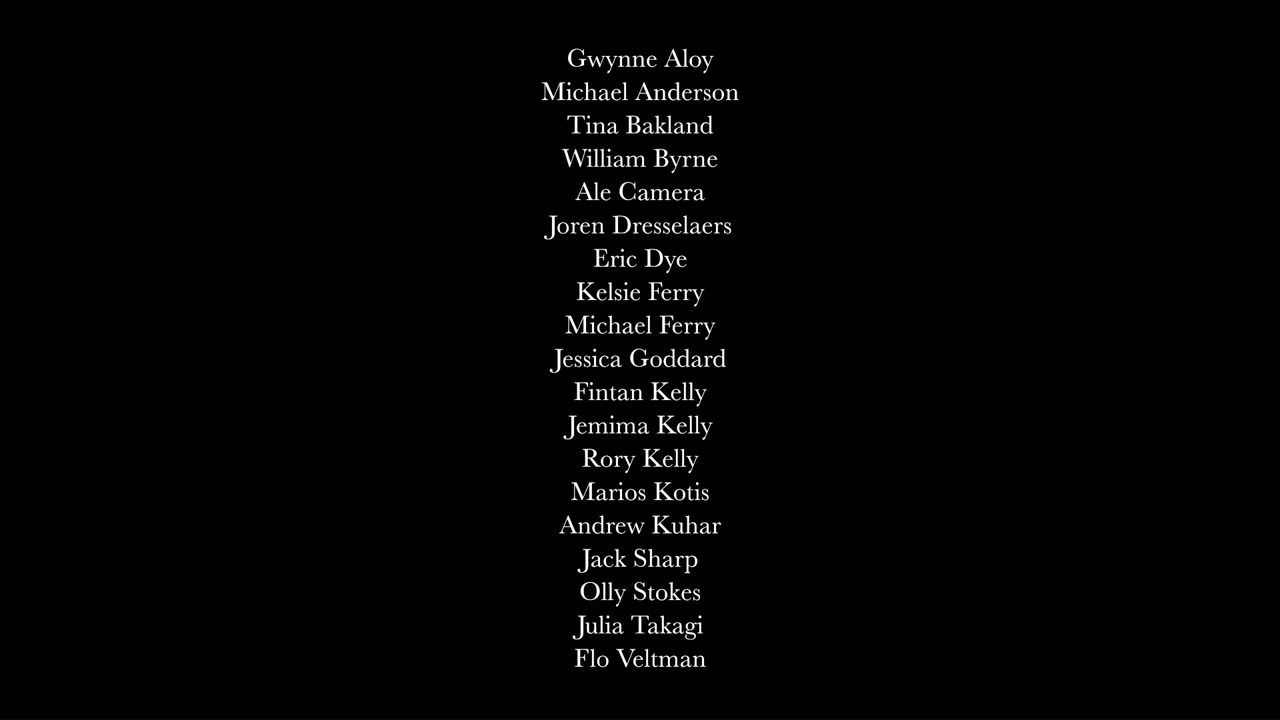 Gwynne Aloy
Michael Anderson
Tina Bakland
William Byrne
Ale Camera
Joren Dresselaers
Eric Dye
Kelsie Ferry
Michael Ferry
Jessica Goddard
Fintan Kelly
Jemima Kelly
Rory Kelly
Marios Kotis
Andrew Kuhar
Jack Sharp
Olly Stokes
Julia Takagi
Flo Veltman